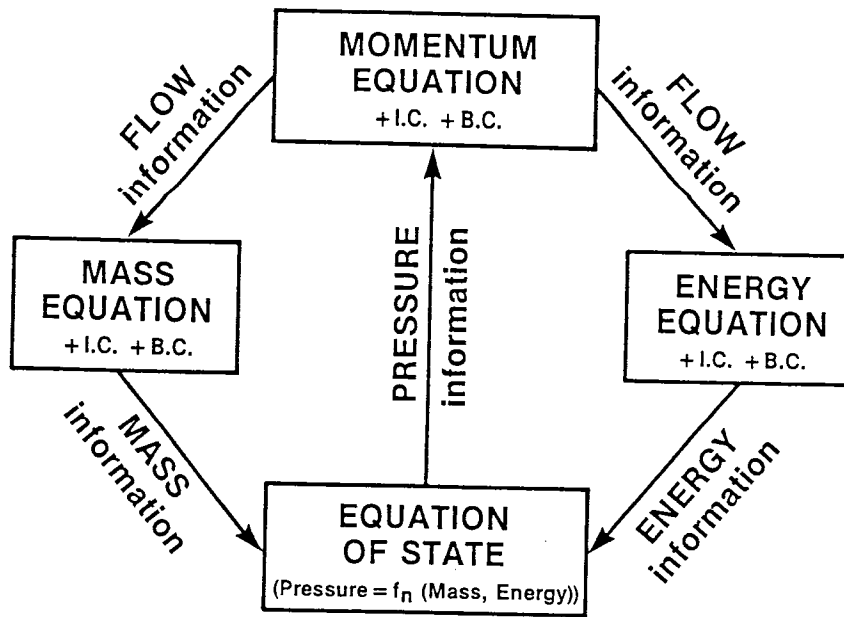 MOMENTUM
EQUATION
+ I.C. + B.C.
FLOW
information
FLOW
information
MASS
EQUATION
+ I.C. + B.C.
PRESSURE
information
ENERGY
EQUATION
+ I.C. + B.C.
MASS
information
ENERGY
information
EQUATION
OF STATE
(Pressure = fn (Mass, Energy))